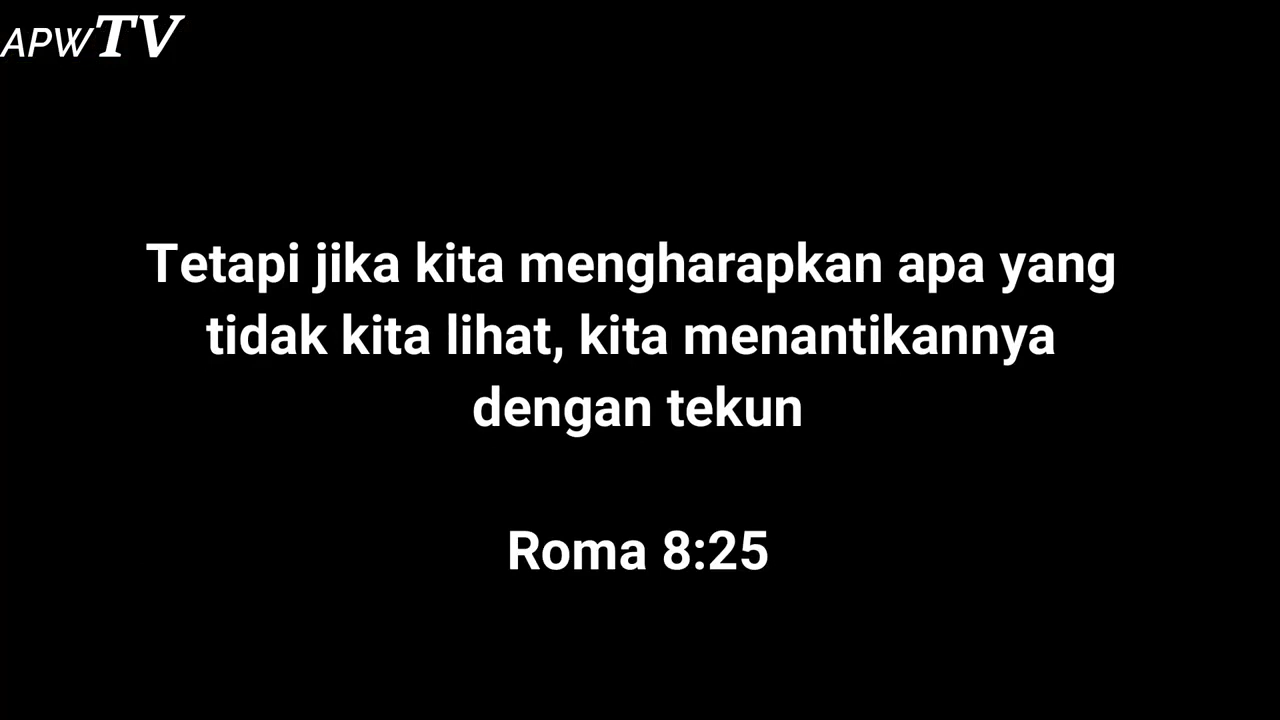 APWTV
Tetapi jika kita mengharapkan apa yang
tidak kita lihat, kita menantikannya
dengan tekun
Roma 8:25